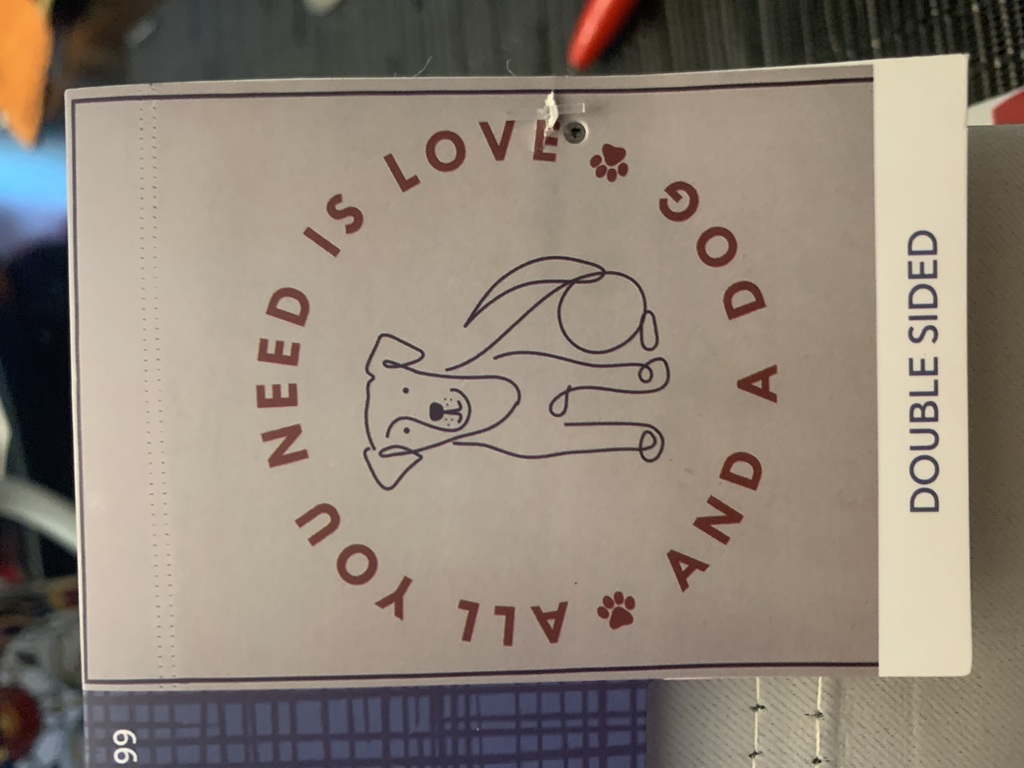 ALL YOU NEED IS LOVE
AND A DOG
DOUBLE SIDED
99